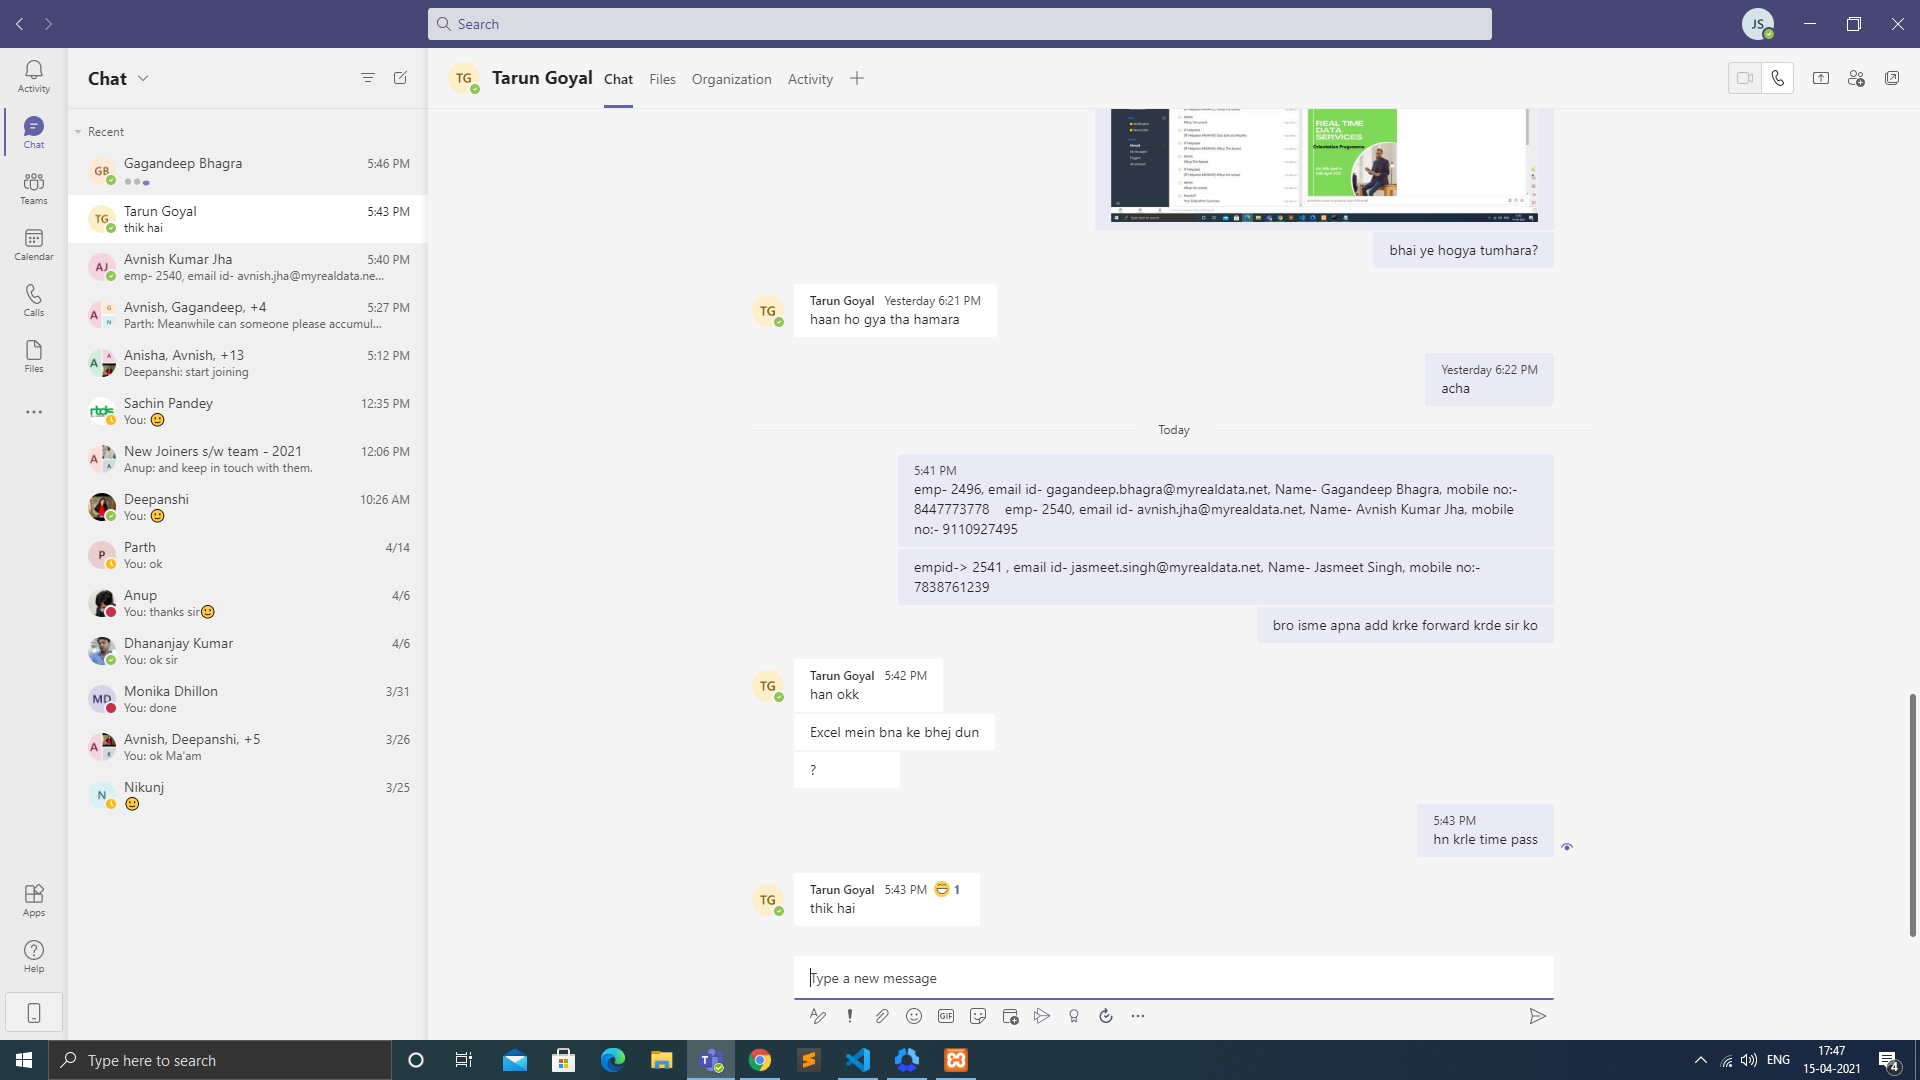 Search
JS
Activity
Chat
Teams
Calendar
Calls
Files
Apps
Help
Chat
Recent
GB
Gagandeep Bhagra 5:46 PM
TG
Tarun Goyal 5:43 PM
thik hai
AJ
Avnish Kumar Jha 5:40 PM
emp- 2540, email id- avnish.jha@myrealdata.ne...
A
Avnish, Gagandeep, +4 5:27 PM
Parth: Meanwhile can someone please accumul...
A
Anisha, Avnish, +13 5:12 PM
Deepanshi: start joining
rtds
Sachin Pandey 12:35 PM
You: 🙂
A
New Joiners s/w team - 2021 12:06 PM
Anup: and keep in touch with them.
Deepanshi 10:26 AM
You: 🙂
P
Parth 4/14
You: ok
Anup 4/6
You: thanks sir🙂
Dhananjay Kumar 4/6
You: ok sir
MD
Monika Dhillon 3/31
You: done
A
Avnish, Deepanshi, +5 3/26
You: ok Ma'am
N
Nikunj 3/25
🙂
TG Tarun Goyal Chat Files Organization Activity
REAL TIME
DATA
SERVICES
Orientation Programme
bhai ye hogya tumhara?
TG
Tarun Goyal Yesterday 6:21 PM
haan ho gya tha hamara
Yesterday 6:22 PM
acha
Today
5:41 PM
emp- 2496, email id- gagandeep.bhagra@myrealdata.net, Name- Gagandeep Bhagra, mobile no:-
8447773778 emp- 2540, email id- avnish.jha@myrealdata.net, Name- Avnish Kumar Jha, mobile
no:- 9110927495
empid-> 2541 , email id- jasmeet.singh@myrealdata.net, Name- Jasmeet Singh, mobile no:-
7838761239
bro isme apna add krke forward krde sir ko
TG
Tarun Goyal 5:42 PM
han okk
Excel mein bna ke bhej dun
?
5:43 PM
hn krle time pass
TG
Tarun Goyal 5:43 PM 😁 1
thik hai
Type a new message
GIF
Type here to search
ENG
17:47
15-04-2021
4